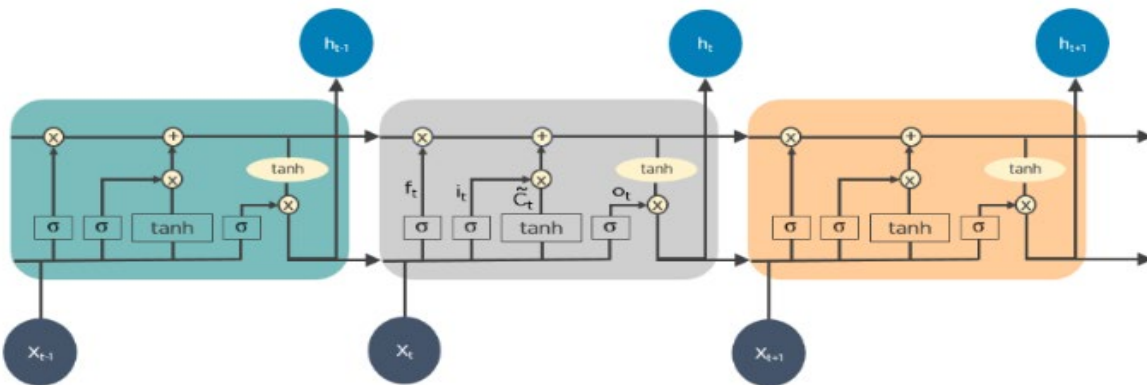 h_{t-1} h_t h_{t+1}
× + × + × +
tanh tanh tanh
× × ×
f_t i_t C̃_t o_t
× × ×
σ σ tanh σ σ σ tanh σ σ σ tanh σ
X_{t-1} X_t X_{t+1}